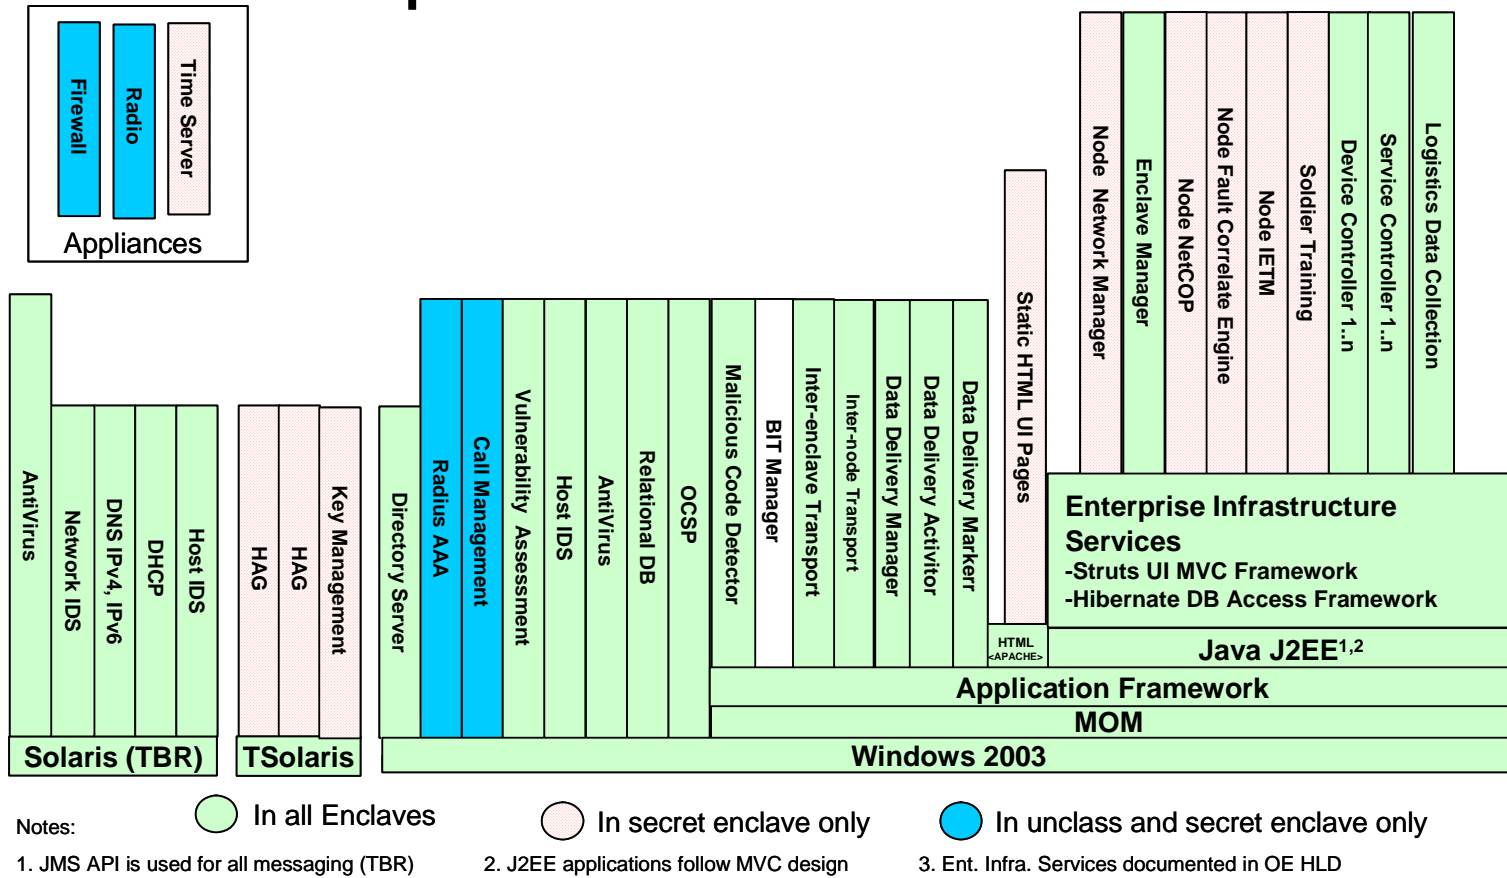 Firewall
Radio
Time Server
Appliances
AntiVirus
Network IDS
DNS IPv4, IPv6
DHCP
Host IDS
Solaris (TBR)
HAG
HAG
Key Management
TSolaris
Directory Server
Radius AAA
Call Management
Vulnerability Assessment
Host IDS
AntiVirus
Relational DB
OCSP
Malicious Code Detector
BIT Manager
Inter-enclave Transport
Inter-node Transport
Data Delivery Manager
Data Delivery Activitor
Data Delivery Markerr
Static HTML UI Pages
HTML
<APACHE>
Node Network Manager
Enclave Manager
Node NetCOP
Node Fault Correlate Engine
Node IETM
Soldier Training
Device Controller 1..n
Service Controller 1..n
Logistics Data Collection
Enterprise Infrastructure
Services
-Struts UI MVC Framework
-Hibernate DB Access Framework
Java J2EE1,2
Application Framework
MOM
Windows 2003
In all Enclaves
In secret enclave only
In unclass and secret enclave only
Notes:
1. JMS API is used for all messaging (TBR)
2. J2EE applications follow MVC design
3. Ent. Infra. Services documented in OE HLD